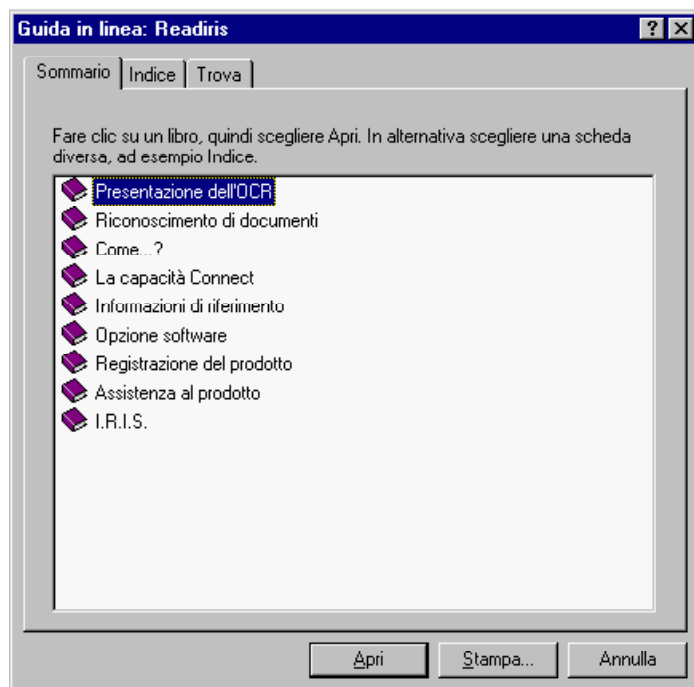 Guida in linea: Readiris
Sommario Indice Trova
Fare clic su un libro, quindi scegliere Apri. In alternativa scegliere una scheda
diversa, ad esempio Indice.
Presentazione dell'OCR
Riconoscimento di documenti
Come...?
La capacità Connect
Informazioni di riferimento
Opzione software
Registrazione del prodotto
Assistenza al prodotto
I.R.I.S.
Apri Stampa... Annulla